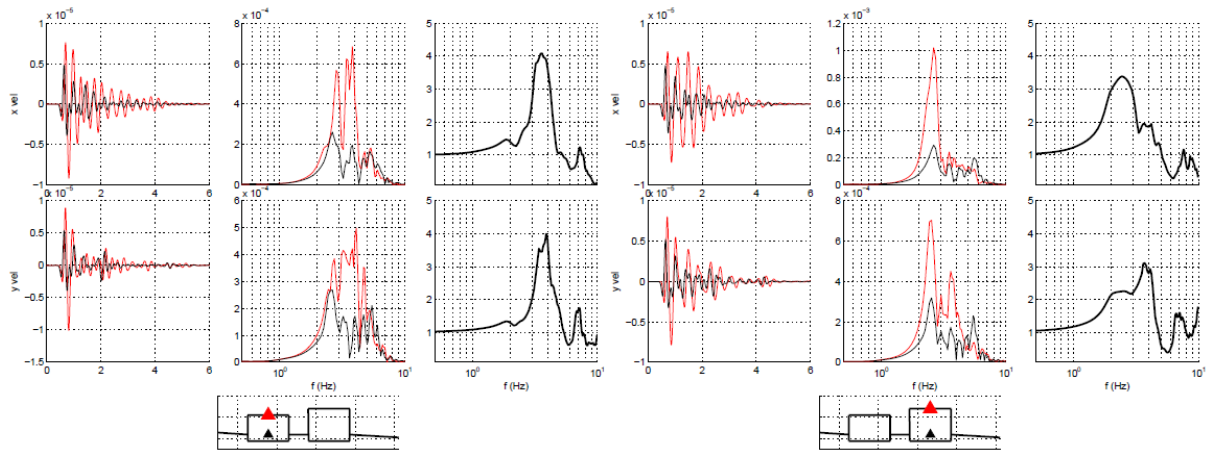 x 10⁻⁵ x 10⁻⁴ x 10⁻⁵ x 10⁻³
1 8 5 1 1.2 5
0.5 6 4 0.5 1 4
0 4 3 0 0.8 3
−0.5 2 2 −0.5 0.6 2
−1 0 1 −1 0.4 1
0 0 0.2 0
0
x vel x vel
0 2 4 6 0 2 4 6
x 10⁻⁵ x 10⁻⁴ x 10⁻⁵ x 10⁻⁴
1 6 5 1 8 5
0.5 5 4 0.5 6 4
0 4 3 0 4 3
−0.5 3 2 −0.5 2 2
−1 2 1 −1 0 1
−1.5 1
0
y vel y vel
0 2 4 6 10⁰ 10¹ 10⁰ 10¹ 0 2 4 6 10⁰ 10¹ 10⁰ 10¹
f (Hz) f (Hz) f (Hz) f (Hz)